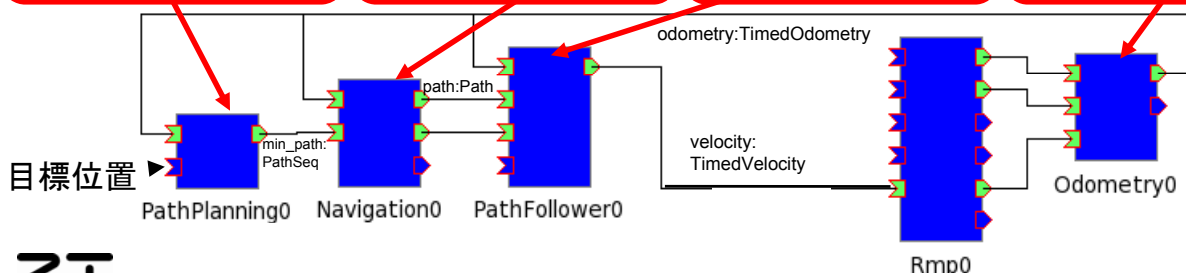 odometry:TimedOdometry
path:Path
min_path:
PathSeq
velocity:
TimedVelocity
目標位置
PathPlanning0
Navigation0
PathFollower0
Odometry0
Rmp0